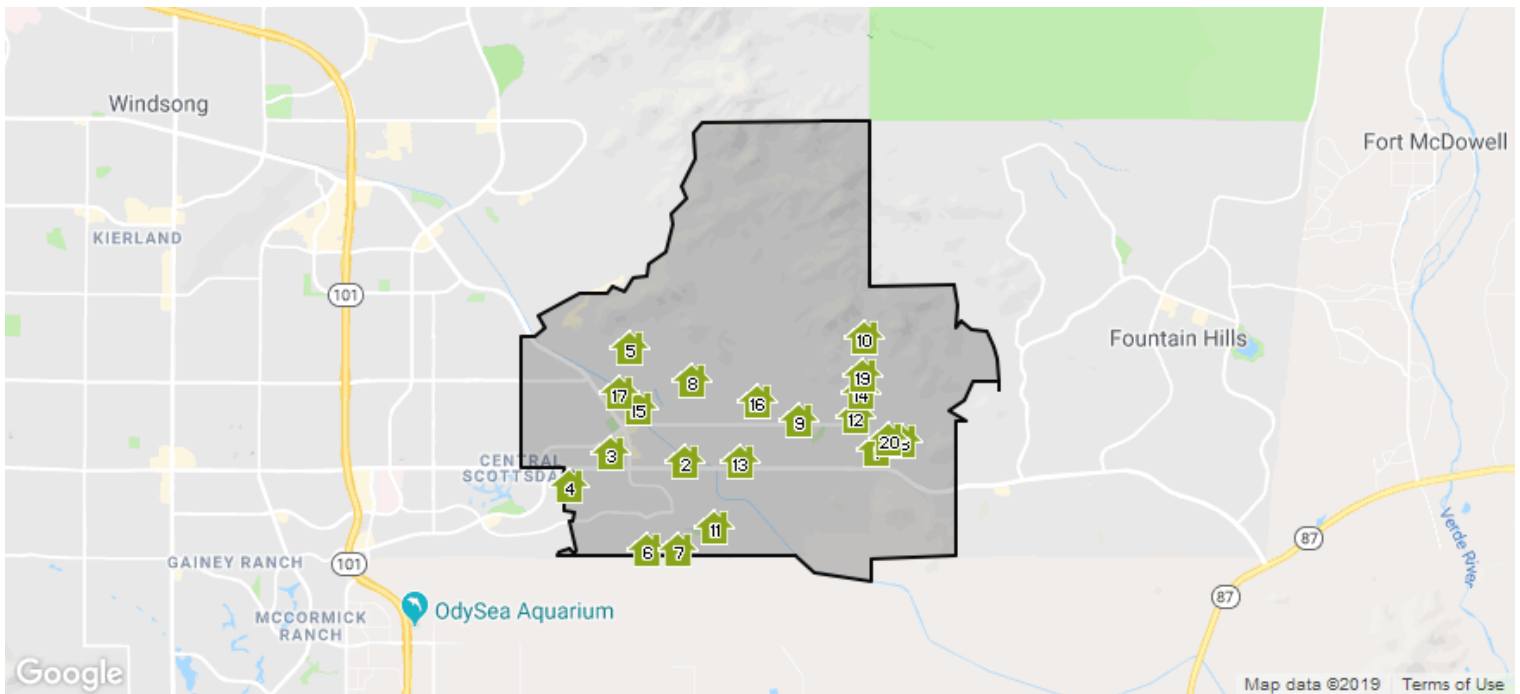 Windsong
Fort McDowell
KIERLAND
101
Fountain Hills
10
5
19
8
17
14
16
15
12
9
20
3
CENTRAL
SCOTTSDA
2
13
4
11
87
Verde River
6
7
GAINEY RANCH
101
87
MCCORMICK
RANCH
OdySea Aquarium
Google
Map data ©2019
Terms of Use